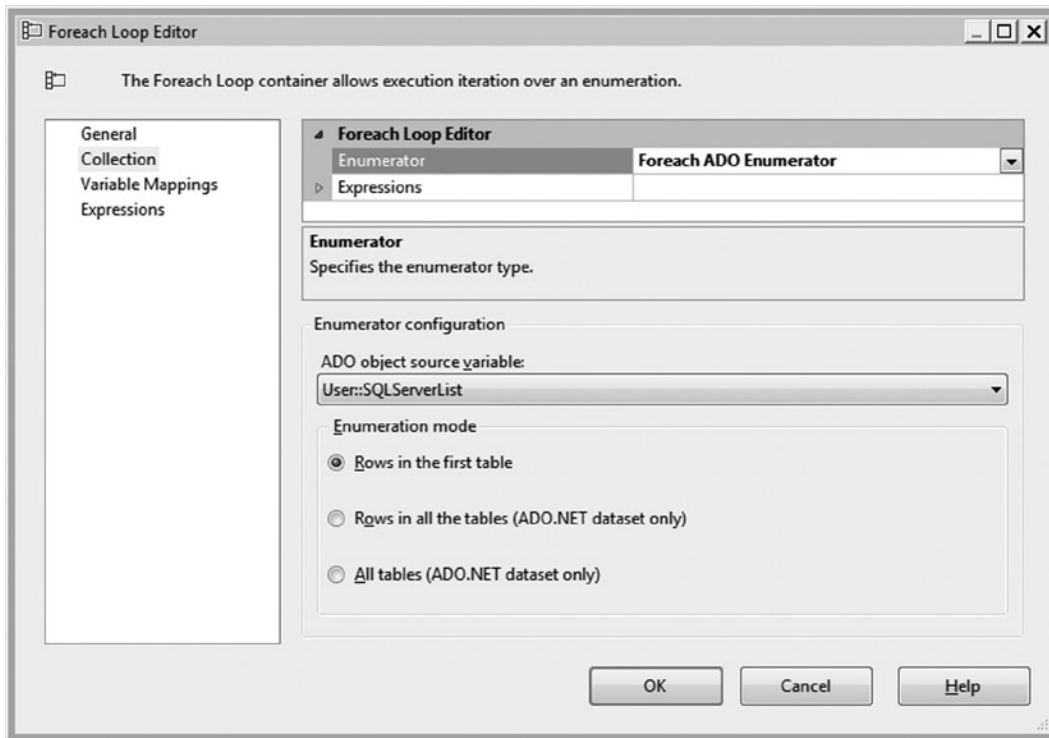 Foreach Loop Editor
The Foreach Loop container allows execution iteration over an enumeration.
General
Collection
Variable Mappings
Expressions
Foreach Loop Editor
Enumerator Foreach ADO Enumerator
Expressions
Enumerator
Specifies the enumerator type.
Enumerator configuration
ADO object source variable:
User::SQLServerList
Enumeration mode
Rows in the first table
Rows in all the tables (ADO.NET dataset only)
All tables (ADO.NET dataset only)
OK Cancel Help